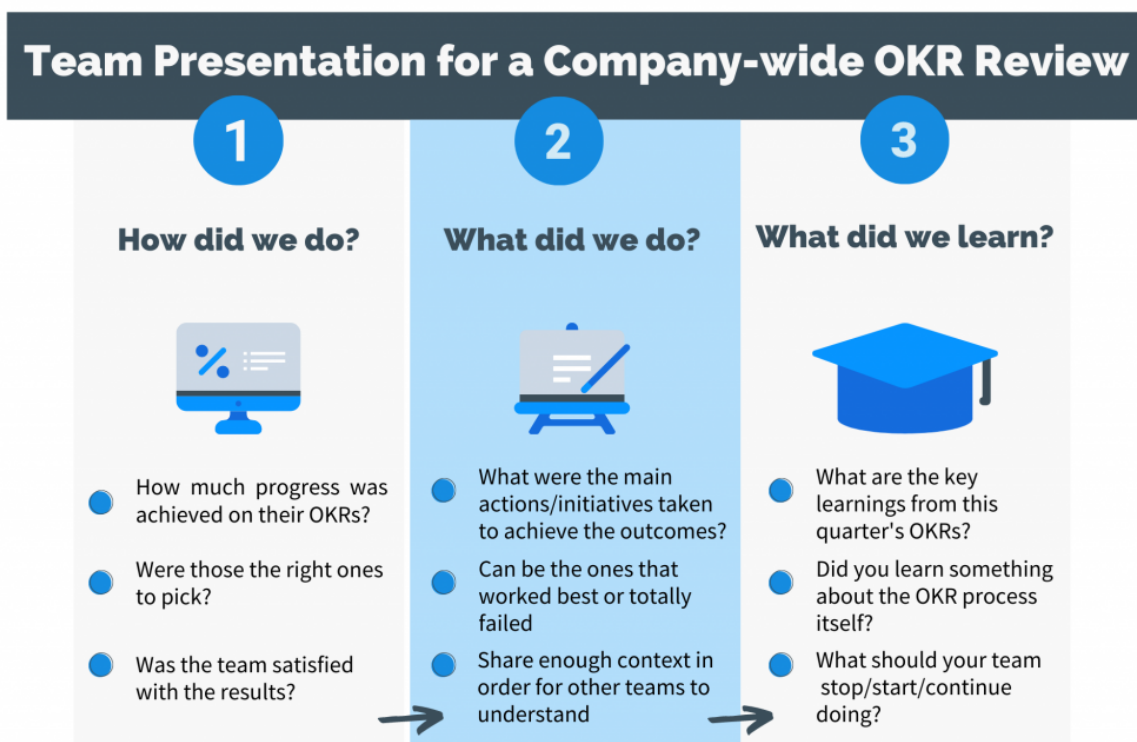 Team Presentation for a Company-wide OKR Review
1
How did we do?
%
How much progress was
achieved on their OKRs?
Were those the right ones
to pick?
Was the team satisfied
with the results?
2
What did we do?
What were the main
actions/initiatives taken
to achieve the outcomes?
Can be the ones that
worked best or totally
failed
Share enough context in
order for other teams to
understand
3
What did we learn?
What are the key
learnings from this
quarter's OKRs?
Did you learn something
about the OKR process
itself?
What should your team
stop/start/continue
doing?